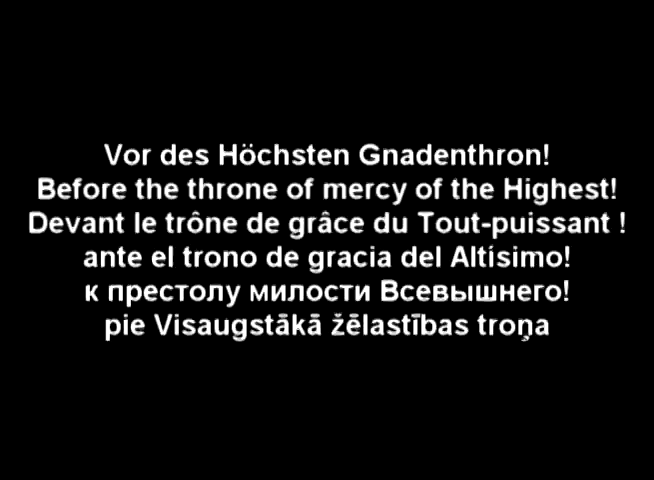 Vor des Höchsten Gnadenthron!
Before the throne of mercy of the Highest!
Devant le trône de grâce du Tout-puissant !
ante el trono de gracia del Altísimo!
к престолу милости Всевышнего!
pie Visaugstākā žēlastības troņa